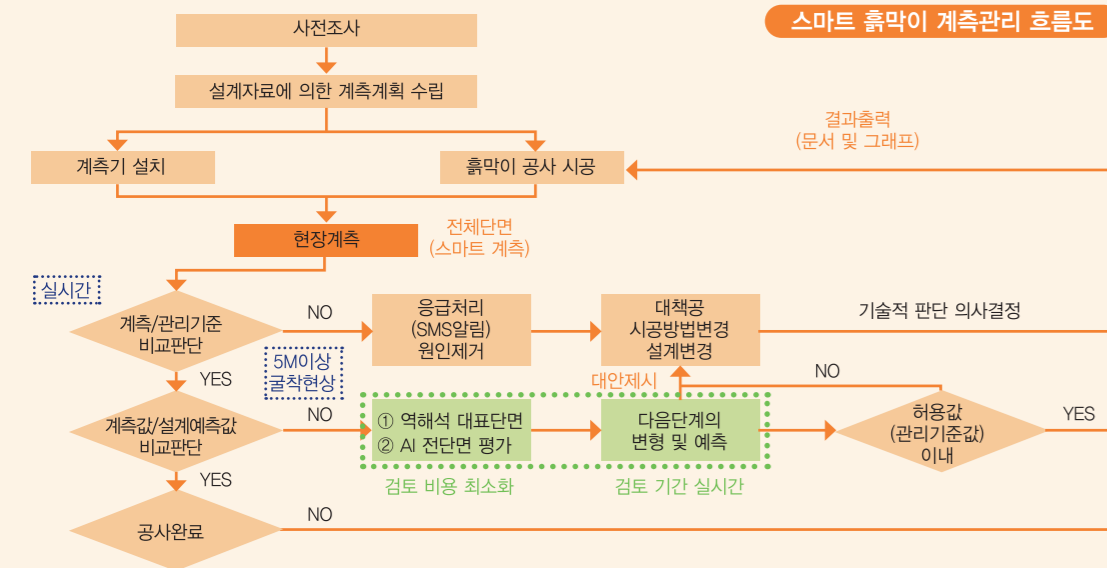 스마트 흙막이 계측관리 흐름도
사전조사
설계자료에 의한 계측계획 수립
결과출력
(문서 및 그래프)
계측기 설치
흙막이 공사 시공
현장계측
전체단면
(스마트 계측)
실시간
계측/관리기준
비교판단
NO
응급처리
(SMS알림)
원인제거
대책공
시공방법변경
설계변경
기술적 판단 의사결정
YES
5M이상
굴착현상
대안제시
NO
계측값/설계예측값
비교판단
NO
① 역해석 대표단면
② AI 전단면 평가
다음단계의
변형 및 예측
허용값
(관리기준값)
이내
YES
YES
검토 비용 최소화
검토 기간 실시간
공사완료
NO